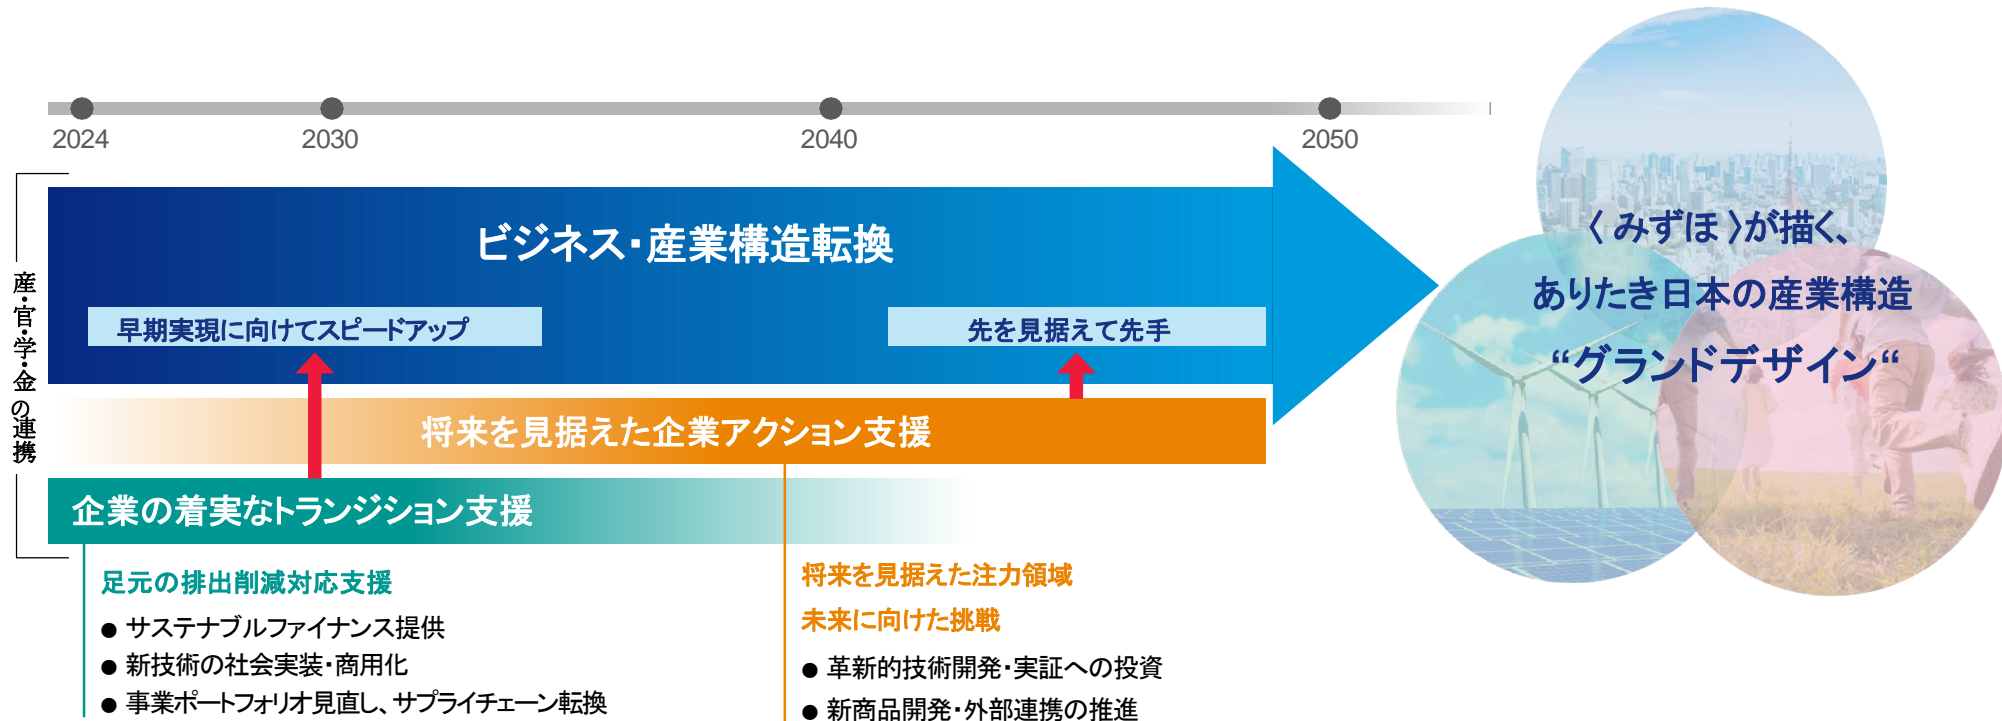 2024
2030
2040
2050
産・官・学・金の連携
ビジネス・産業構造転換
早期実現に向けてスピードアップ
先を見据えて先手
将来を見据えた企業アクション支援
企業の着実なトランジション支援
足元の排出削減対応支援
● サステナブルファイナンス提供
● 新技術の社会実装・商用化
● 事業ポートフォリオ見直し、サプライチェーン転換
将来を見据えた注力領域
未来に向けた挑戦
● 革新的技術開発・実証への投資
● 新商品開発・外部連携の推進
〈みずほ〉が描く、
ありたき日本の産業構造
“グランドデザイン“